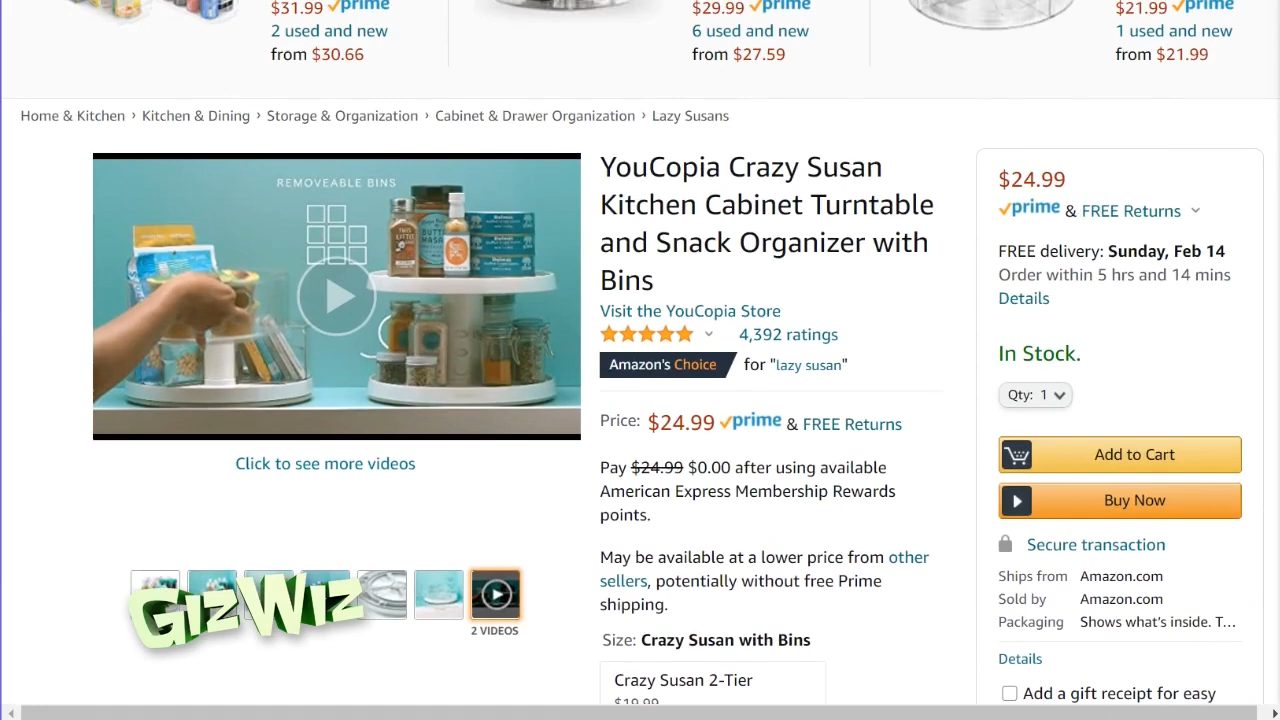 $31.99 prime
2 used and new
from $30.66
$29.99 prime
6 used and new
from $27.59
$21.99 prime
1 used and new
from $21.99
Home & Kitchen › Kitchen & Dining › Storage & Organization › Cabinet & Drawer Organization › Lazy Susans
REMOVEABLE BINS
Click to see more videos
GizWiz
2 VIDEOS
YouCopia Crazy Susan
Kitchen Cabinet Turntable
and Snack Organizer with
Bins
Visit the YouCopia Store
4,392 ratings
Amazon's Choice for "lazy susan"
Price: $24.99 prime & FREE Returns
Pay $24.99 $0.00 after using available
American Express Membership Rewards
points.
May be available at a lower price from other
sellers, potentially without free Prime
shipping.
Size: Crazy Susan with Bins
Crazy Susan 2-Tier
$19.99
$24.99
prime & FREE Returns
FREE delivery: Sunday, Feb 14
Order within 5 hrs and 14 mins
Details
In Stock.
Qty: 1
Add to Cart
Buy Now
Secure transaction
Ships from Amazon.com
Sold by Amazon.com
Packaging Shows what's inside. T...
Details
Add a gift receipt for easy